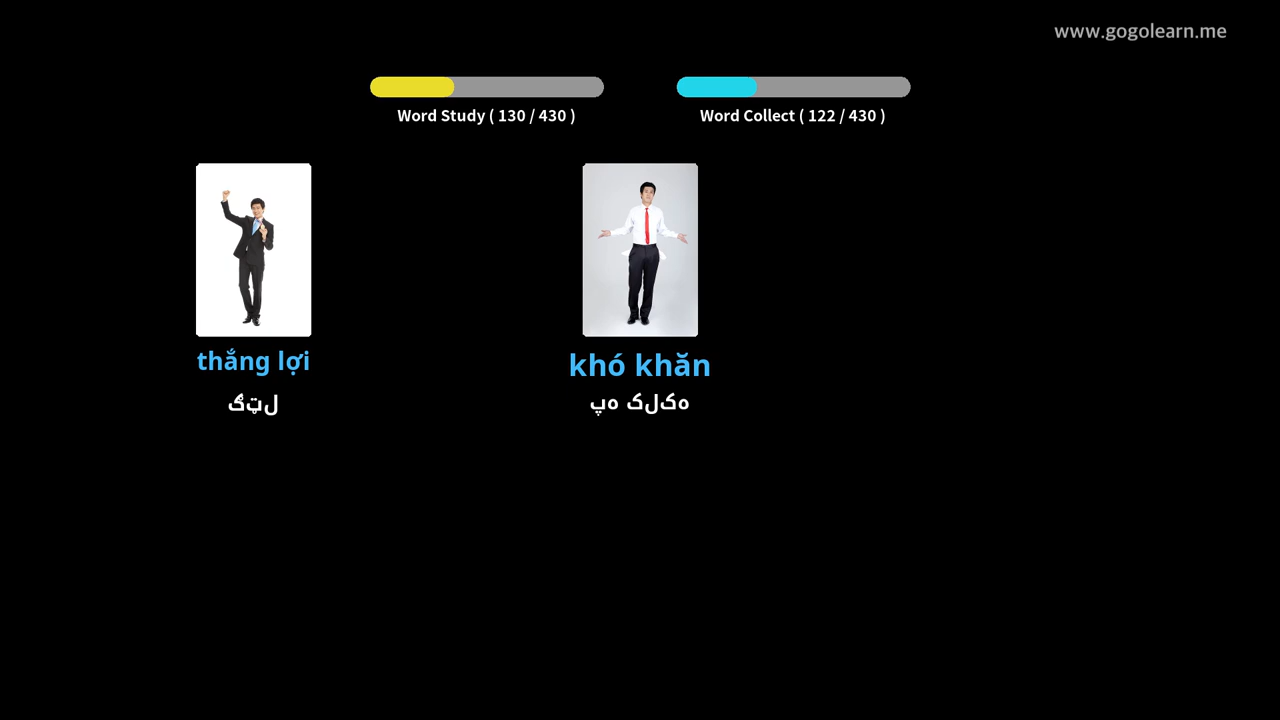 www.gogolearn.me
Word Study ( 130 / 430 )
Word Collect ( 122 / 430 )
thắng lợi
ګټل
khó khăn
په کلکه